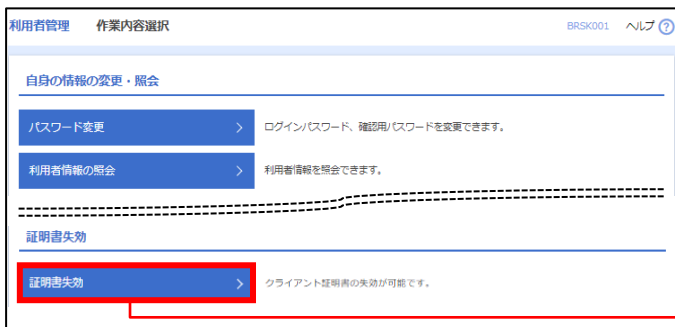 利用者管理 作業内容選択 BRSK001 ヘルプ ?
自身の情報の変更・照会
パスワード変更 > ログインパスワード、確認用パスワードを変更できます。
利用者情報の照会 > 利用者情報を照会できます。
証明書失効
証明書失効 > クライアント証明書の失効が可能です。